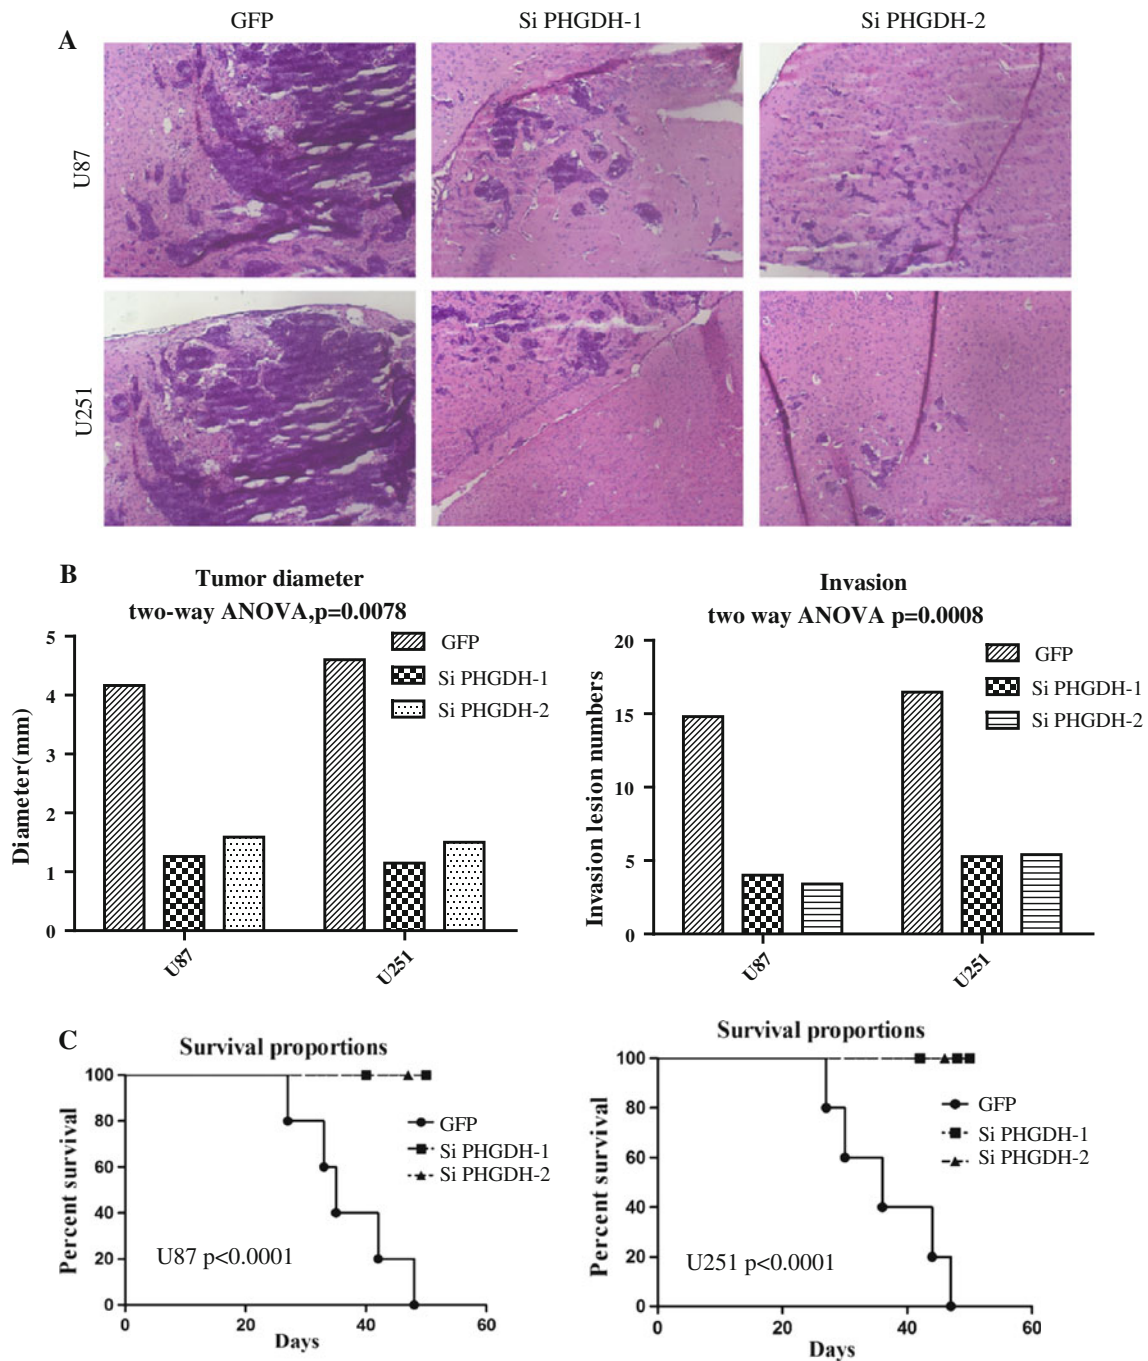 GFP
Si PHGDH-1
Si PHGDH-2
A
U87
U251
B
Tumor diameter
two-way ANOVA,p=0.0078
5
4
3
2
1
0
Diameter(mm)
GFP
Si PHGDH-1
Si PHGDH-2
U87
U251
Invasion
two way ANOVA p=0.0008
20
15
10
5
0
Invasion lesion numbers
GFP
Si PHGDH-1
Si PHGDH-2
U87
U251
C
Survival proportions
100
80
60
40
20
0
Percent survival
GFP
Si PHGDH-1
Si PHGDH-2
U87 p<0.0001
0
20
40
60
Days
Survival proportions
100
80
60
40
20
0
Percent survival
GFP
Si PHGDH-1
Si PHGDH-2
U251 p<0.0001
0
20
40
60
Days